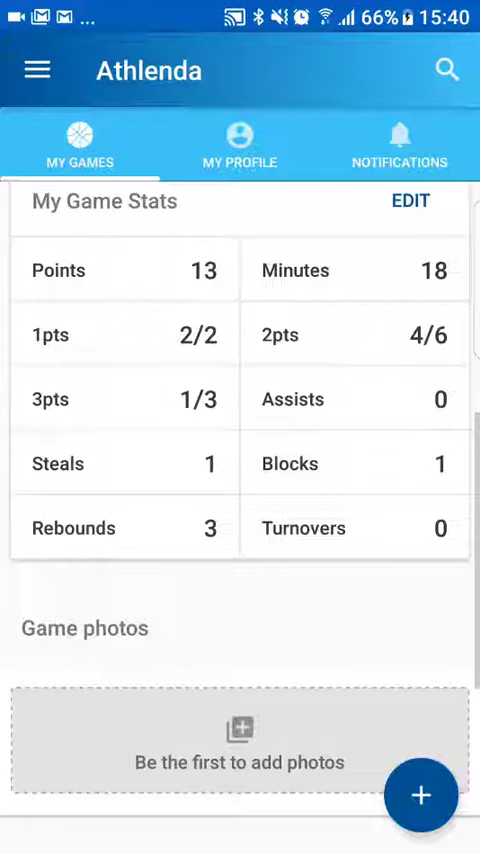 ... 66% 15:40
Athlenda
MY GAMES MY PROFILE NOTIFICATIONS
My Game Stats EDIT
Points 13 Minutes 18
1pts 2/2 2pts 4/6
3pts 1/3 Assists 0
Steals 1 Blocks 1
Rebounds 3 Turnovers 0
Game photos
Be the first to add photos
+